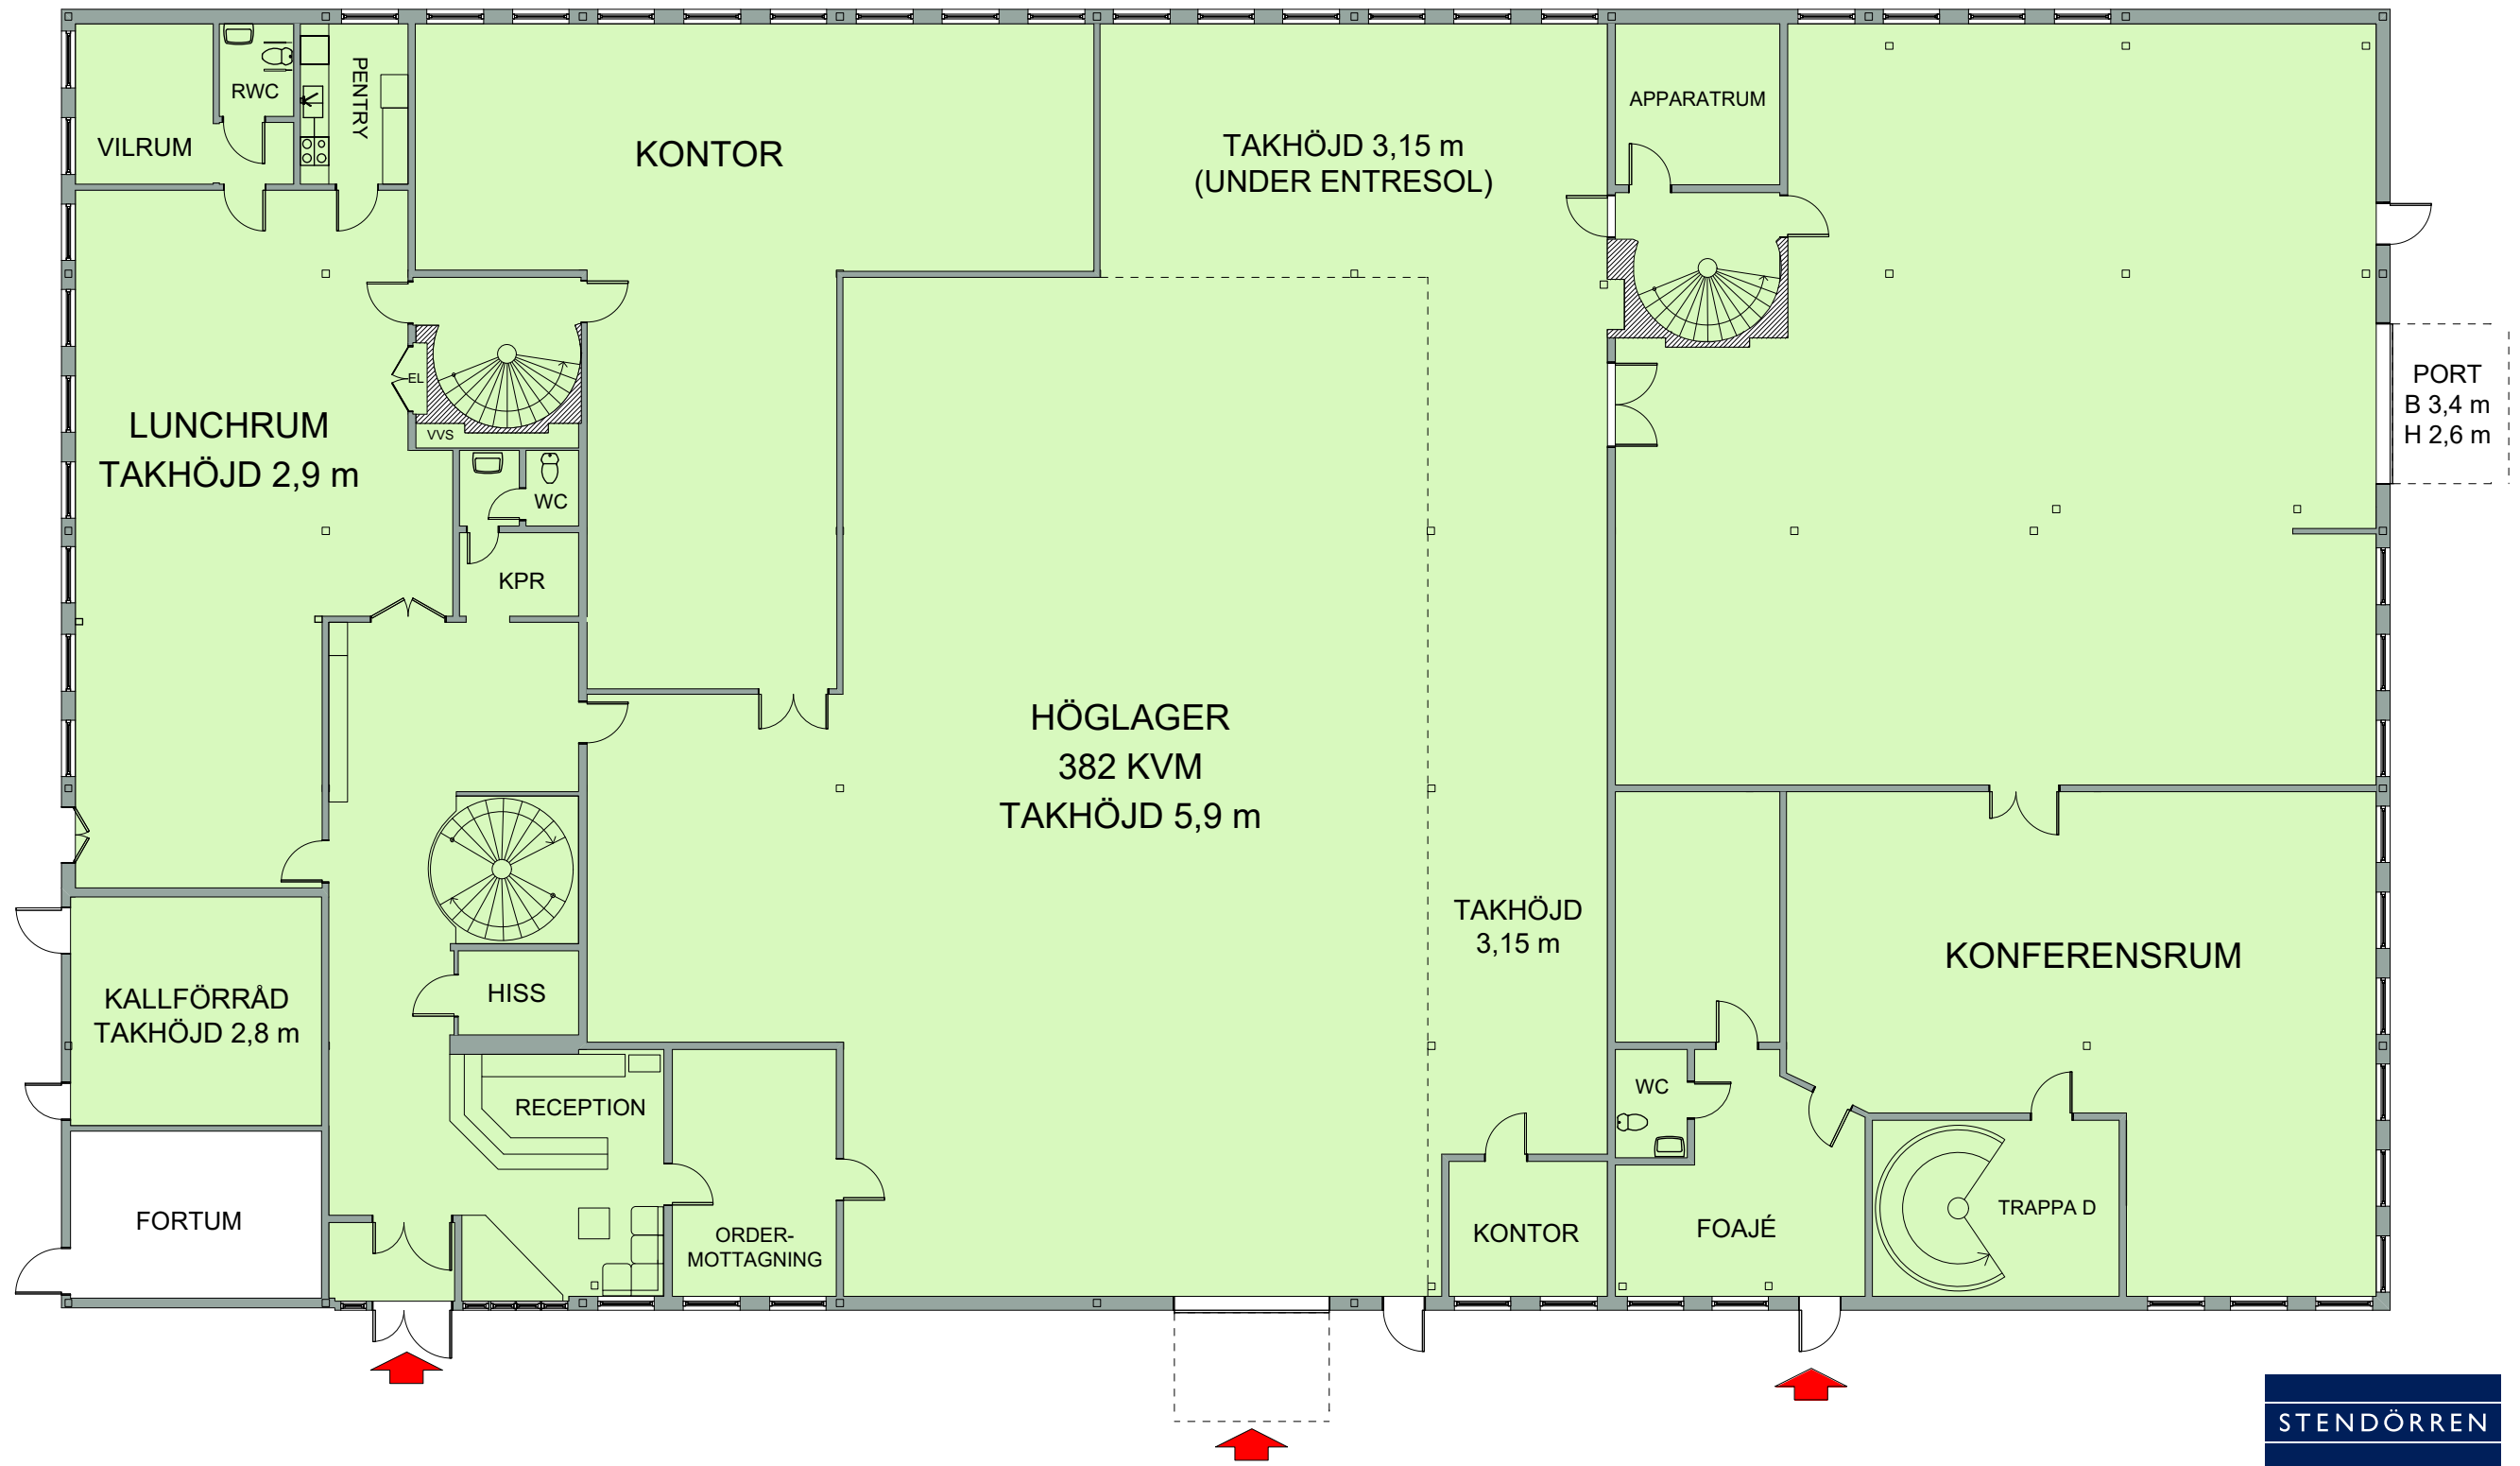 RWC
PENTRY
VILRUM
KONTOR
TAKHÖJD 3,15 m
(UNDER ENTRESOL)
APPARATRUM
PORT
B 3,4 m
H 2,6 m
EL
VVS
LUNCHRUM
TAKHÖJD 2,9 m
WC
KPR
HÖGLAGER
382 KVM
TAKHÖJD 5,9 m
TAKHÖJD
3,15 m
KONFERENSRUM
HISS
KALLFÖRRÅD
TAKHÖJD 2,8 m
RECEPTION
WC
FORTUM
ORDER-
MOTTAGNING
KONTOR
FOAJÉ
TRAPPA D
STENDÖRREN